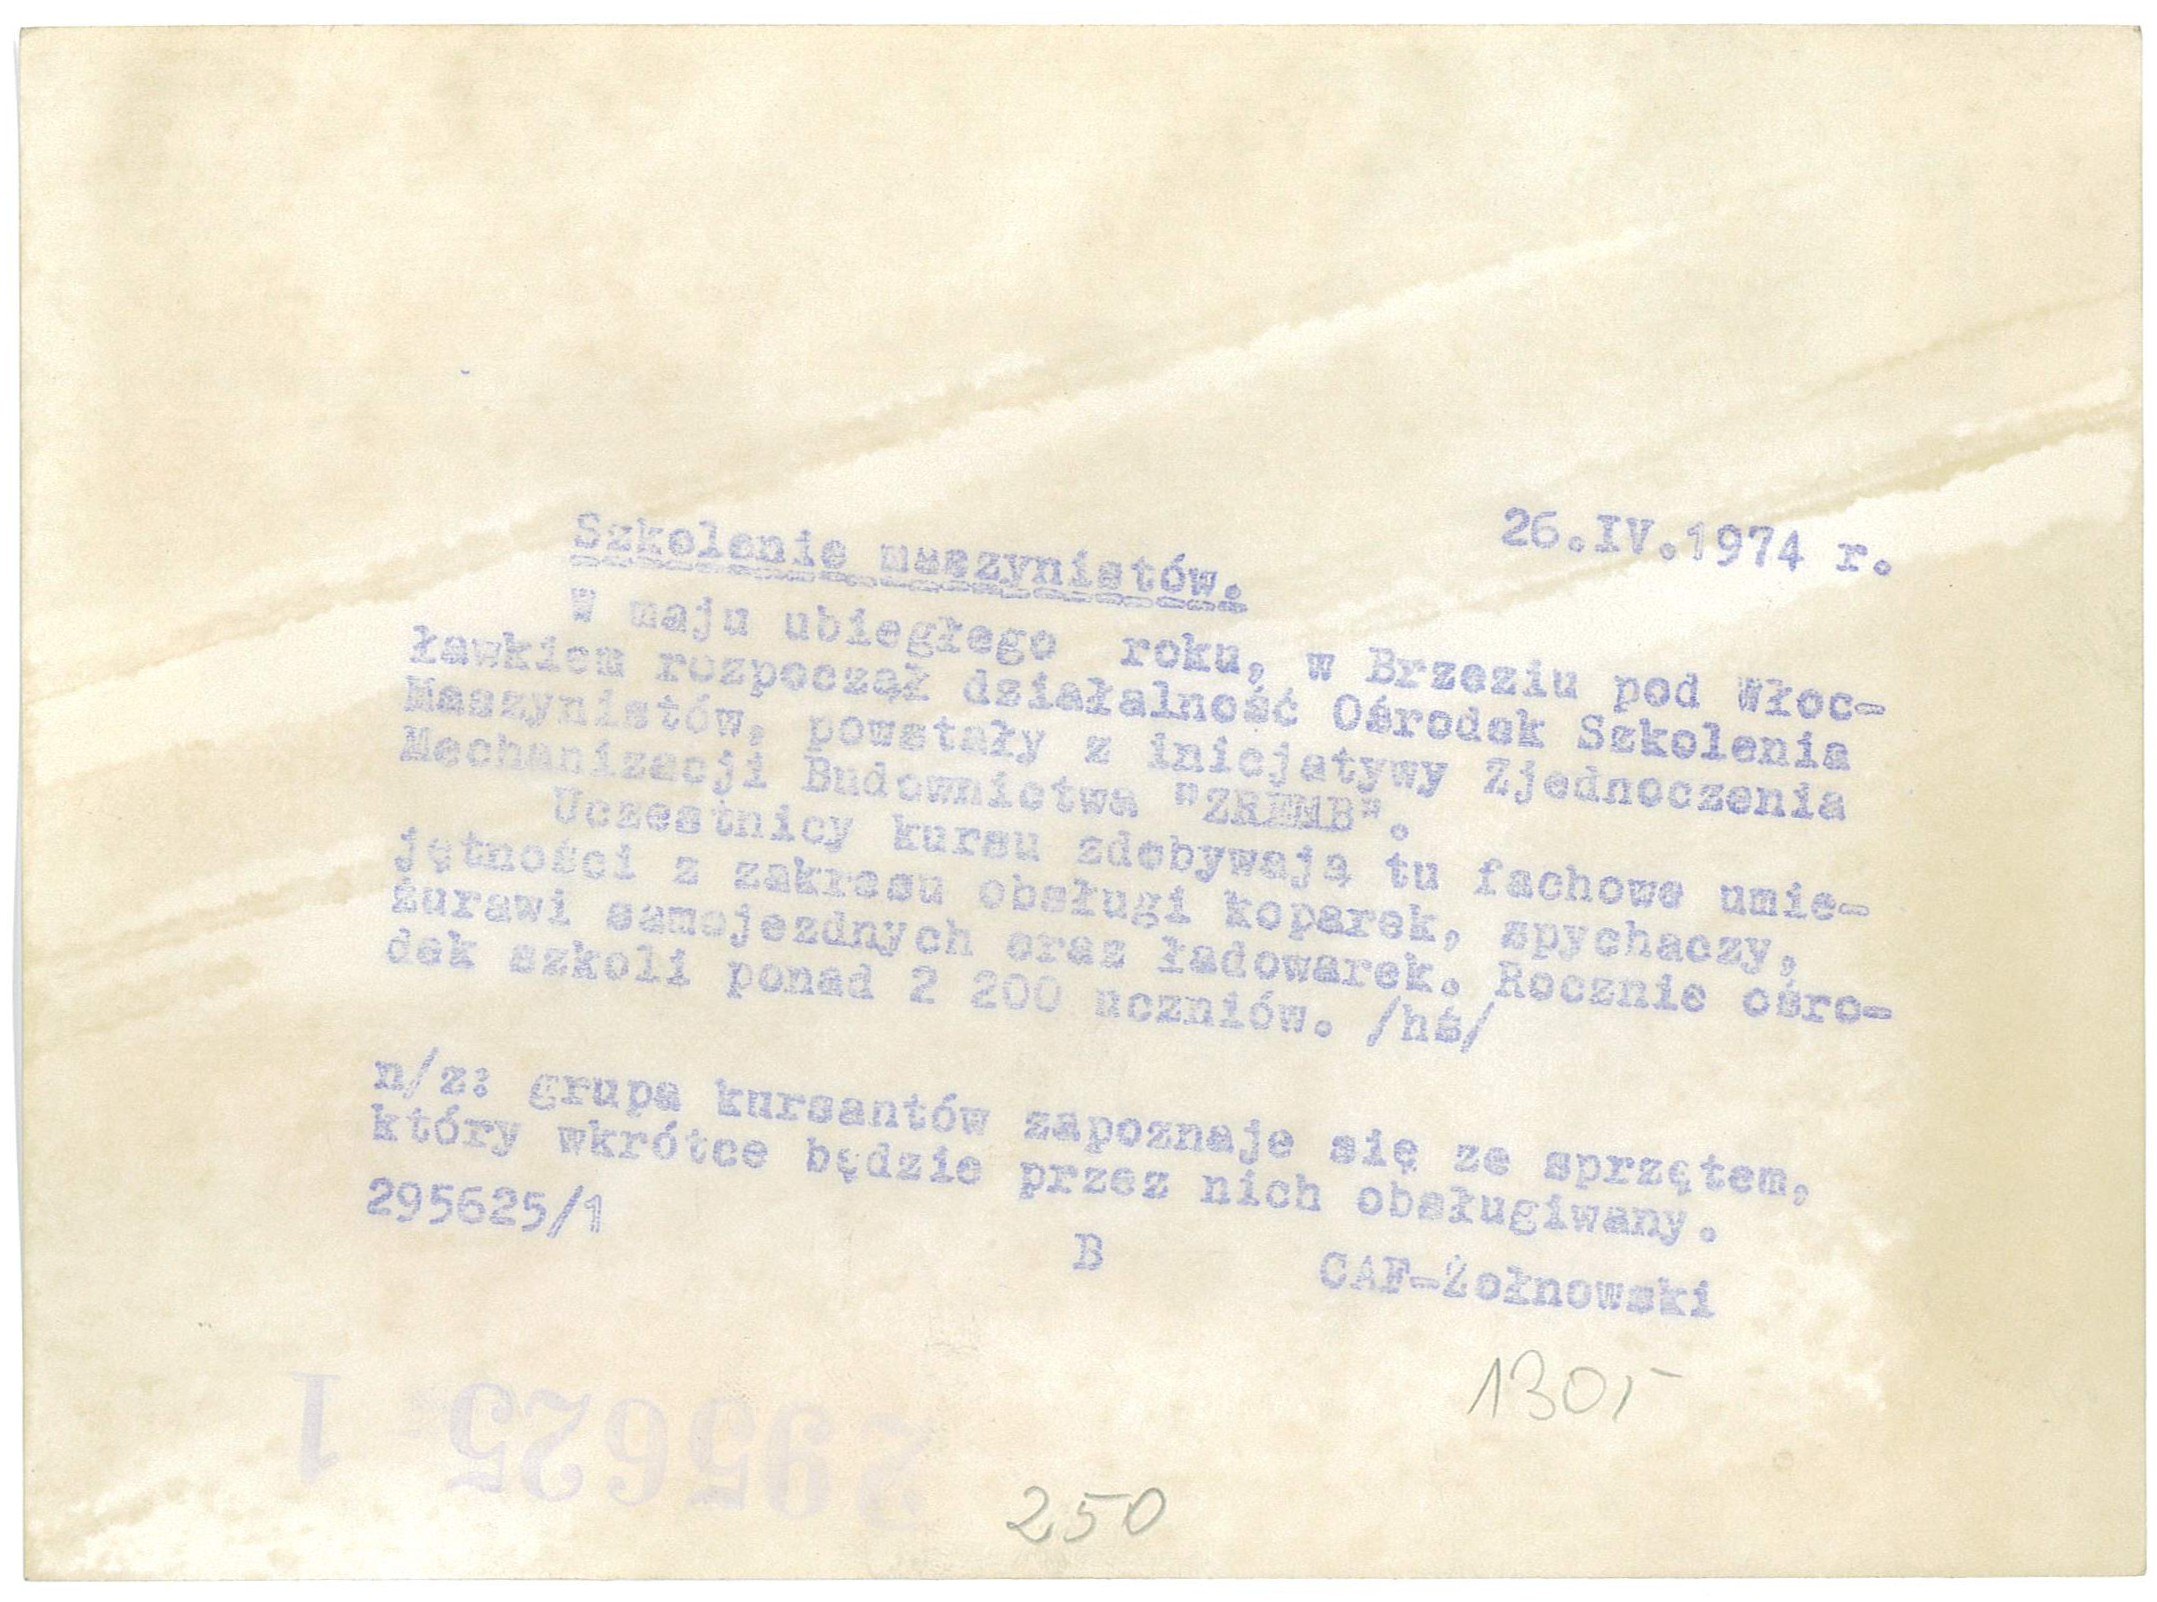 26.IV.1974 r.
Szkolenie maszynistów.
W maju ubiegłego roku, w Brzeziu pod Włoc-
ławkiem rozpoczął działalność Ośrodek Szkolenia
Maszynistów, powstały z inicjatywy Zjednoczenia
Mechanizacji Budownictwa "ZREMB".
Uczestnicy kursu zdobywają tu fachowe umie-
jętności z zakresu obsługi koparek, spychaczy,
żurawi samojezdnych oraz ładowarek. Rocznie ośro-
dek szkoli ponad 2 200 uczniów. /hś/
n/z: grupa kursantów zapoznaje się ze sprzętem,
który wkrótce będzie przez nich obsługiwany.
295625/1
B
CAF-Żołnowski
130,-
295625 1
250